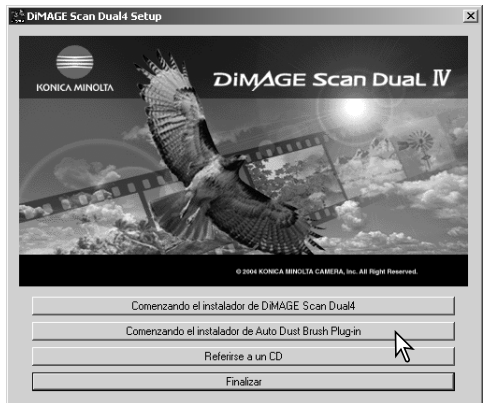 DiMAGE Scan Dual4 Setup
KONICA MINOLTA
DiMAGE Scan Dual IV
© 2004 KONICA MINOLTA CAMERA, Inc. All Right Reserved.
Comenzando el instalador de DiMAGE Scan Dual4
Comenzando el instalador de Auto Dust Brush Plug-in
Referirse a un CD
Finalizar